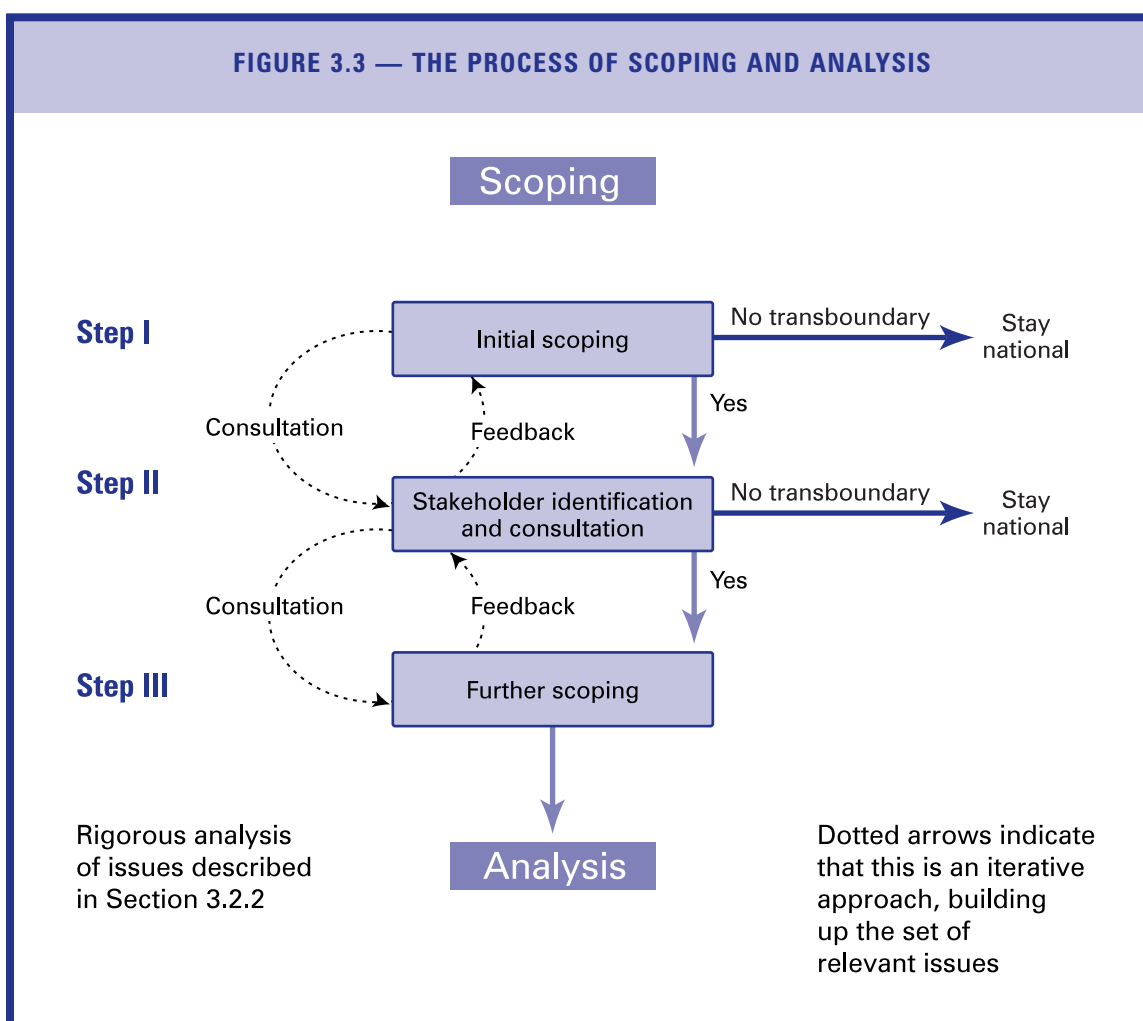 FIGURE 3.3 — THE PROCESS OF SCOPING AND ANALYSIS
Scoping
Step I
Initial scoping
No transboundary
Stay
national
Yes
Consultation
Feedback
Step II
Stakeholder identification
and consultation
No transboundary
Stay
national
Yes
Consultation
Feedback
Step III
Further scoping
Rigorous analysis
of issues described
in Section 3.2.2
Analysis
Dotted arrows indicate
that this is an iterative
approach, building
up the set of
relevant issues